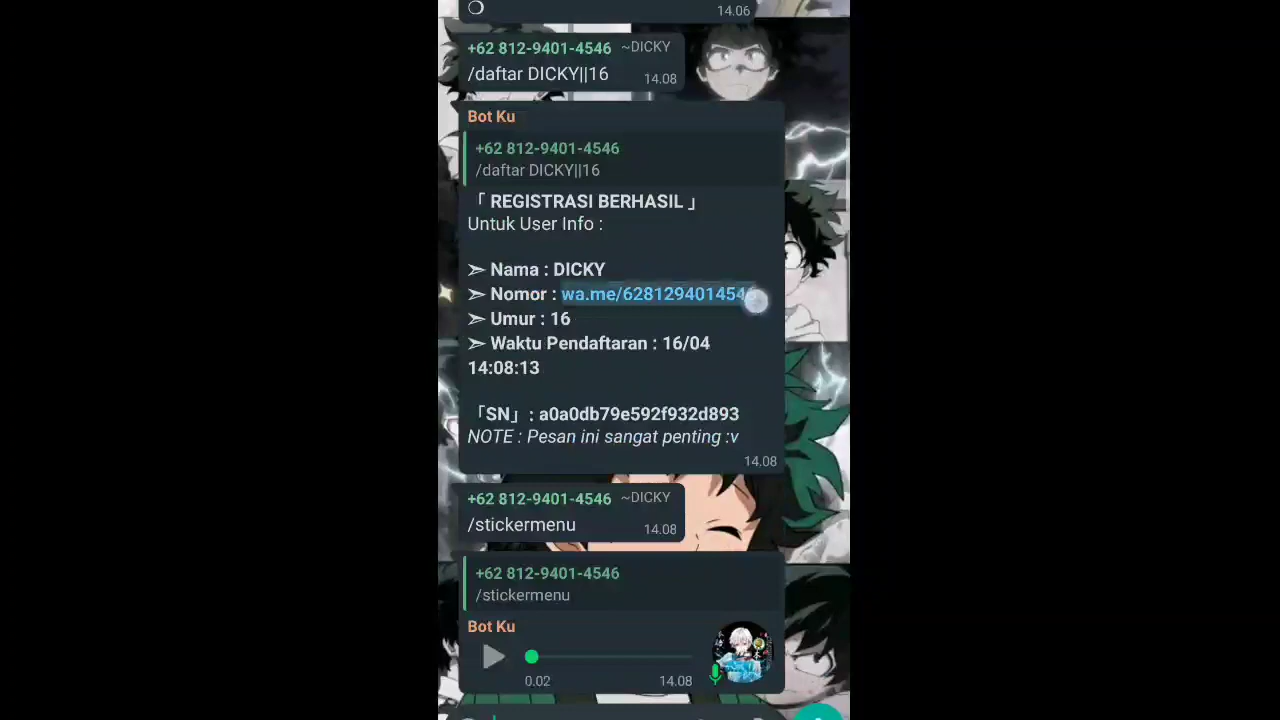 14.06
+62 812-9401-4546 ~DICKY
/daftar DICKY||16 14.08
Bot Ku
+62 812-9401-4546
/daftar DICKY||16
「 REGISTRASI BERHASIL 」
Untuk User Info :
➣ Nama : DICKY
➣ Nomor : wa.me/6281294014546
➣ Umur : 16
➣ Waktu Pendaftaran : 16/04
14:08:13
「SN」: a0a0db79e592f932d893
NOTE : Pesan ini sangat penting :v
14.08
+62 812-9401-4546 ~DICKY
/stickermenu 14.08
+62 812-9401-4546
/stickermenu
Bot Ku
0.02 14.08